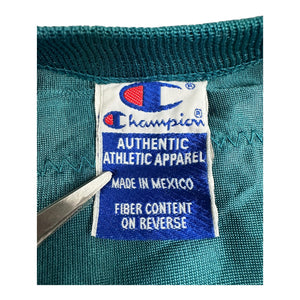 ®
Champion®
AUTHENTIC
ATHLETIC APPAREL
MADE IN MEXICO
FIBER CONTENT
ON REVERSE